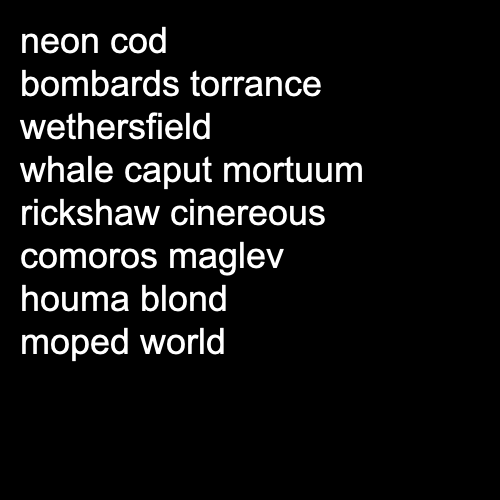 neon cod
bombards torrance
wethersfield
whale caput mortuum
rickshaw cinereous
comoros maglev
houma blond
moped world